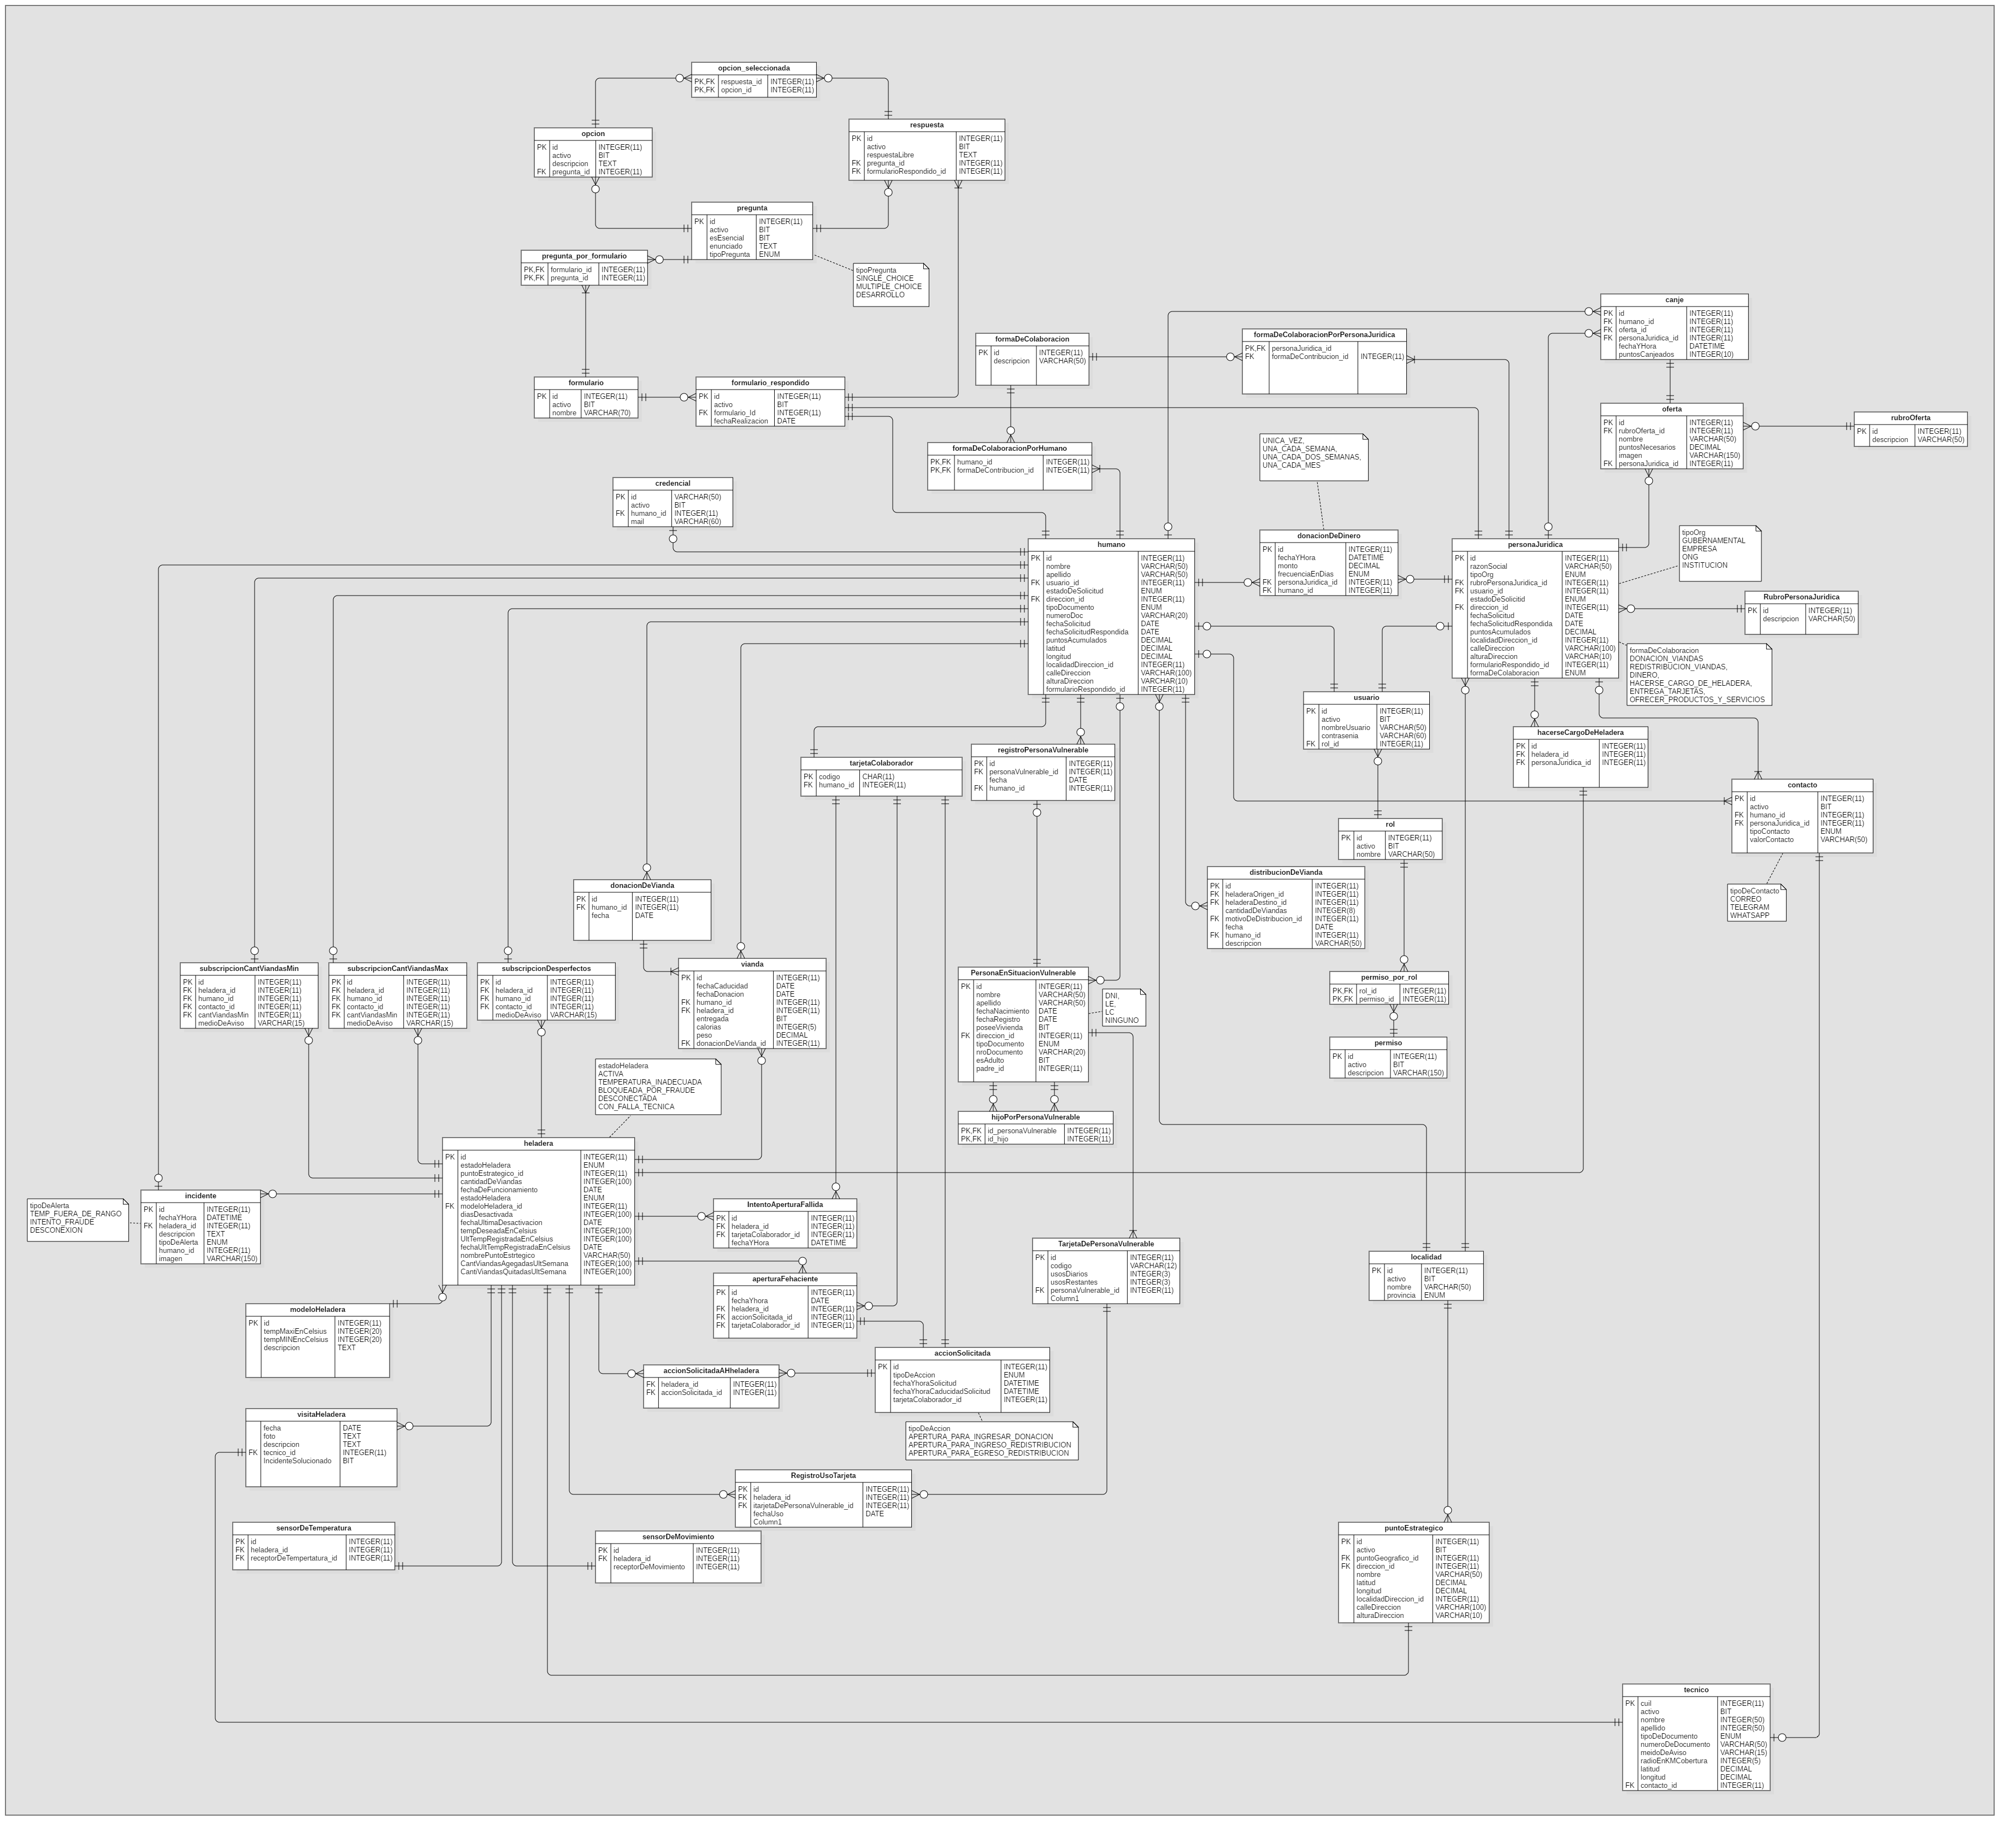 opcion_seleccionada
PK,FK respuesta_id INTEGER(11)
PK,FK opcion_id INTEGER(11)
opcion
PK id INTEGER(11)
activo BIT
descripcion TEXT
FK pregunta_id INTEGER(11)
respuesta
PK id INTEGER(11)
activo BIT
respuestaLibre TEXT
FK pregunta_id INTEGER(11)
FK formularioRespondido_id INTEGER(11)
pregunta
PK id INTEGER(11)
activo BIT
esEsencial BIT
enunciado TEXT
tipoPregunta ENUM
pregunta_por_formulario
PK,FK formulario_id INTEGER(11)
PK,FK pregunta_id INTEGER(11)
tipoPregunta
SINGLE_CHOICE
MULTIPLE_CHOICE
DESARROLLO
canje
PK id INTEGER(11)
FK humano_id INTEGER(11)
FK oferta_id INTEGER(11)
FK personaJuridica_id INTEGER(11)
fechaYHora DATETIME
puntosCanjeados INTEGER(10)
formaDeColaboracion
PK id INTEGER(11)
descripcion VARCHAR(50)
formaDeColaboracionPorPersonaJuridica
PK,FK personaJuridica_id
FK formaDeContribucion_id INTEGER(11)
formulario
PK id INTEGER(11)
activo BIT
nombre VARCHAR(70)
formulario_respondido
PK id INTEGER(11)
activo BIT
FK formulario_Id INTEGER(11)
fechaRealizacion DATE
oferta
PK id INTEGER(11)
FK rubroOferta_id INTEGER(11)
nombre VARCHAR(50)
puntosNecesarios DECIMAL
imagen VARCHAR(150)
FK personaJuridica_id INTEGER(11)
rubroOferta
PK id INTEGER(11)
descripcion VARCHAR(50)
formaDeColaboracionPorHumano
PK,FK humano_id INTEGER(11)
PK,FK formaDeContribucion_id INTEGER(11)
UNICA_VEZ,
UNA_CADA_SEMANA,
UNA_CADA_DOS_SEMANAS,
UNA_CADA_MES
credencial
PK id VARCHAR(50)
activo BIT
FK humano_id INTEGER(11)
mail VARCHAR(60)
humano
PK id INTEGER(11)
nombre VARCHAR(50)
apellido VARCHAR(50)
FK usuario_id INTEGER(11)
estadoDeSolicitud ENUM
FK direccion_id INTEGER(11)
tipoDocumento ENUM
numeroDoc VARCHAR(20)
fechaSolicitud DATE
fechaSolicitudRespondida DATE
puntosAcumulados DECIMAL
latitud DECIMAL
longitud DECIMAL
localidadDireccion_id INTEGER(11)
calleDireccion VARCHAR(100)
alturaDireccion VARCHAR(10)
formularioRespondido_id INTEGER(11)
donacionDeDinero
PK id INTEGER(11)
fechaYHora DATETIME
monto DECIMAL
frecuenciaEnDias ENUM
FK personaJuridica_id INTEGER(11)
FK humano_id INTEGER(11)
personaJuridica
PK id INTEGER(11)
razonSocial VARCHAR(50)
tipoOrg ENUM
FK rubroPersonaJuridica_id INTEGER(11)
FK usuario_id INTEGER(11)
estadoDeSolicitid ENUM
FK direccion_id INTEGER(11)
fechaSolicitud DATE
fechaSolicitudRespondida DATE
puntosAcumulados DECIMAL
localidadDireccion_id INTEGER(11)
calleDireccion VARCHAR(100)
alturaDireccion VARCHAR(10)
formularioRespondido_id INTEGER(11)
formaDeColaboracion ENUM
tipoOrg
GUBERNAMENTAL
EMPRESA
ONG
INSTITUCION
RubroPersonaJuridica
PK id INTEGER(11)
descripcion VARCHAR(50)
formaDeColaboracion
DONACION_VIANDAS
REDISTRIBUCION_VIANDAS,
DINERO,
HACERSE_CARGO_DE_HELADERA,
ENTREGA_TARJETAS,
OFRECER_PRODUCTOS_Y_SERVICIOS
usuario
PK id INTEGER(11)
activo BIT
nombreUsuario VARCHAR(50)
contrasenia VARCHAR(60)
FK rol_id INTEGER(11)
hacerseCargoDeHeladera
PK id INTEGER(11)
FK heladera_id INTEGER(11)
FK personaJuridica_id INTEGER(11)
registroPersonaVulnerable
PK id INTEGER(11)
FK personaVulnerable_id INTEGER(11)
fecha DATE
FK humano_id INTEGER(11)
tarjetaColaborador
PK codigo CHAR(11)
FK humano_id INTEGER(11)
contacto
PK id INTEGER(11)
activo BIT
FK humano_id INTEGER(11)
FK personaJuridica_id INTEGER(11)
tipoContacto ENUM
valorContacto VARCHAR(50)
rol
PK id INTEGER(11)
activo BIT
nombre VARCHAR(50)
tipoDeContacto
CORREO
TELEGRAM
WHATSAPP
distribucionDeVianda
PK id INTEGER(11)
FK heladeraOrigen_id INTEGER(11)
FK heladeraDestino_id INTEGER(11)
cantidadDeViandas INTEGER(8)
FK motivoDeDistribucion_id INTEGER(11)
fecha DATE
FK humano_id INTEGER(11)
descripcion VARCHAR(50)
donacionDeVianda
PK id INTEGER(11)
FK humano_id INTEGER(11)
fecha DATE
subscripcionCantViandasMin
PK id INTEGER(11)
FK heladera_id INTEGER(11)
FK humano_id INTEGER(11)
FK contacto_id INTEGER(11)
FK cantViandasMin INTEGER(11)
medioDeAviso VARCHAR(15)
subscripcionCantViandasMax
PK id INTEGER(11)
FK heladera_id INTEGER(11)
FK humano_id INTEGER(11)
FK contacto_id INTEGER(11)
FK cantViandasMin INTEGER(11)
medioDeAviso VARCHAR(15)
subscripcionDesperfectos
PK id INTEGER(11)
FK heladera_id INTEGER(11)
FK humano_id INTEGER(11)
FK contacto_id INTEGER(11)
medioDeAviso VARCHAR(15)
vianda
PK id INTEGER(11)
fechaCaducidad DATE
fechaDonacion DATE
FK humano_id INTEGER(11)
FK heladera_id INTEGER(11)
entregada BIT
calorias INTEGER(5)
peso DECIMAL
FK donacionDeVianda_id INTEGER(11)
PersonaEnSituacionVulnerable
PK id INTEGER(11)
nombre VARCHAR(50)
apellido VARCHAR(50)
fechaNacimiento DATE
fechaRegistro DATE
poseeVivienda BIT
FK direccion_id INTEGER(11)
tipoDocumento ENUM
nroDocumento VARCHAR(20)
esAdulto BIT
padre_id INTEGER(11)
DNI,
LE,
LC
NINGUNO
permiso_por_rol
PK,FK rol_id INTEGER(11)
PK,FK permiso_id INTEGER(11)
permiso
PK id INTEGER(11)
activo BIT
descripcion VARCHAR(150)
estadoHeladera
ACTIVA
TEMPERATURA_INADECUADA
BLOQUEADA_POR_FRAUDE
DESCONECTADA
CON_FALLA_TECNICA
hijoPorPersonaVulnerable
PK,FK id_personaVulnerable INTEGER(11)
PK,FK id_hijo INTEGER(11)
heladera
PK id INTEGER(11)
estadoHeladera ENUM
puntoEstrategico_id INTEGER(11)
cantidadDeViandas INTEGER(100)
fechaDeFuncionamiento DATE
estadoHeladera ENUM
FK modeloHeladera_id INTEGER(11)
diasDesactivada INTEGER(100)
fechaUltimaDesactivacion DATE
tempDeseadaEnCelsius INTEGER(100)
UltTempRegistradaEnCelsius INTEGER(100)
fechaUltTempRegistradaEnCelsius DATE
nombrePuntoEstrtegico VARCHAR(50)
CantViandasAgegadasUltSemana INTEGER(100)
CantiViandasQuitadasUltSemana INTEGER(100)
tipoDeAlerta
TEMP_FUERA_DE_RANGO
INTENTO_FRAUDE
DESCONEXION
incidente
PK id INTEGER(11)
fechaYHora DATETIME
FK heladera_id INTEGER(11)
descripcion TEXT
tipoDeAlerta ENUM
humano_id INTEGER(11)
imagen VARCHAR(150)
IntentoAperturaFallida
PK id INTEGER(11)
FK heladera_id INTEGER(11)
FK tarjetaColaborador_id INTEGER(11)
fechaYHora DATETIME
TarjetaDePersonaVulnerable
PK id INTEGER(11)
codigo VARCHAR(12)
usosDiarios INTEGER(3)
usosRestantes INTEGER(3)
FK personaVulnerable_id INTEGER(11)
Column1
localidad
PK id INTEGER(11)
activo BIT
nombre VARCHAR(50)
provincia ENUM
aperturaFehaciente
PK id INTEGER(11)
fechaYhora DATE
FK heladera_id INTEGER(11)
FK accionSolicitada_id INTEGER(11)
FK tarjetaColaborador_id INTEGER(11)
modeloHeladera
PK id INTEGER(11)
tempMaxiEnCelsius INTEGER(20)
tempMINEncCelsius INTEGER(20)
descripcion TEXT
accionSolicitada
PK id INTEGER(11)
tipoDeAccion ENUM
fechaYhoraSolicitud DATETIME
fechaYhoraCaducidadSolicitud DATETIME
tarjetaColaborador_id INTEGER(11)
accionSolicitadaAHheladera
FK heladera_id INTEGER(11)
FK accionSolicitada_id INTEGER(11)
visitaHeladera
fecha DATE
foto TEXT
descripcion TEXT
FK tecnico_id INTEGER(11)
IncidenteSolucionado BIT
tipoDeAccion
APERTURA_PARA_INGRESAR_DONACION
APERTURA_PARA_INGRESO_REDISTRIBUCION
APERTURA_PARA_EGRESO_REDISTRIBUCION
RegistroUsoTarjeta
PK id INTEGER(11)
FK heladera_id INTEGER(11)
FK itarjetaDePersonaVulnerable_id INTEGER(11)
fechaUso DATE
Column1
sensorDeTemperatura
PK id INTEGER(11)
FK heladera_id INTEGER(11)
FK receptorDeTempertatura_id INTEGER(11)
sensorDeMovimiento
PK id INTEGER(11)
FK heladera_id INTEGER(11)
receptorDeMovimiento INTEGER(11)
puntoEstrategico
PK id INTEGER(11)
activo BIT
FK puntoGeografico_id INTEGER(11)
FK direccion_id INTEGER(11)
nombre VARCHAR(50)
latitud DECIMAL
longitud DECIMAL
localidadDireccion_id INTEGER(11)
calleDireccion VARCHAR(100)
alturaDireccion VARCHAR(10)
tecnico
PK cuil INTEGER(11)
activo BIT
nombre INTEGER(50)
apellido INTEGER(50)
tipoDeDocumento ENUM
numeroDeDocumento VARCHAR(50)
meidoDeAviso VARCHAR(15)
radioEnKMCobertura INTEGER(5)
latitud DECIMAL
longitud DECIMAL
FK contacto_id INTEGER(11)